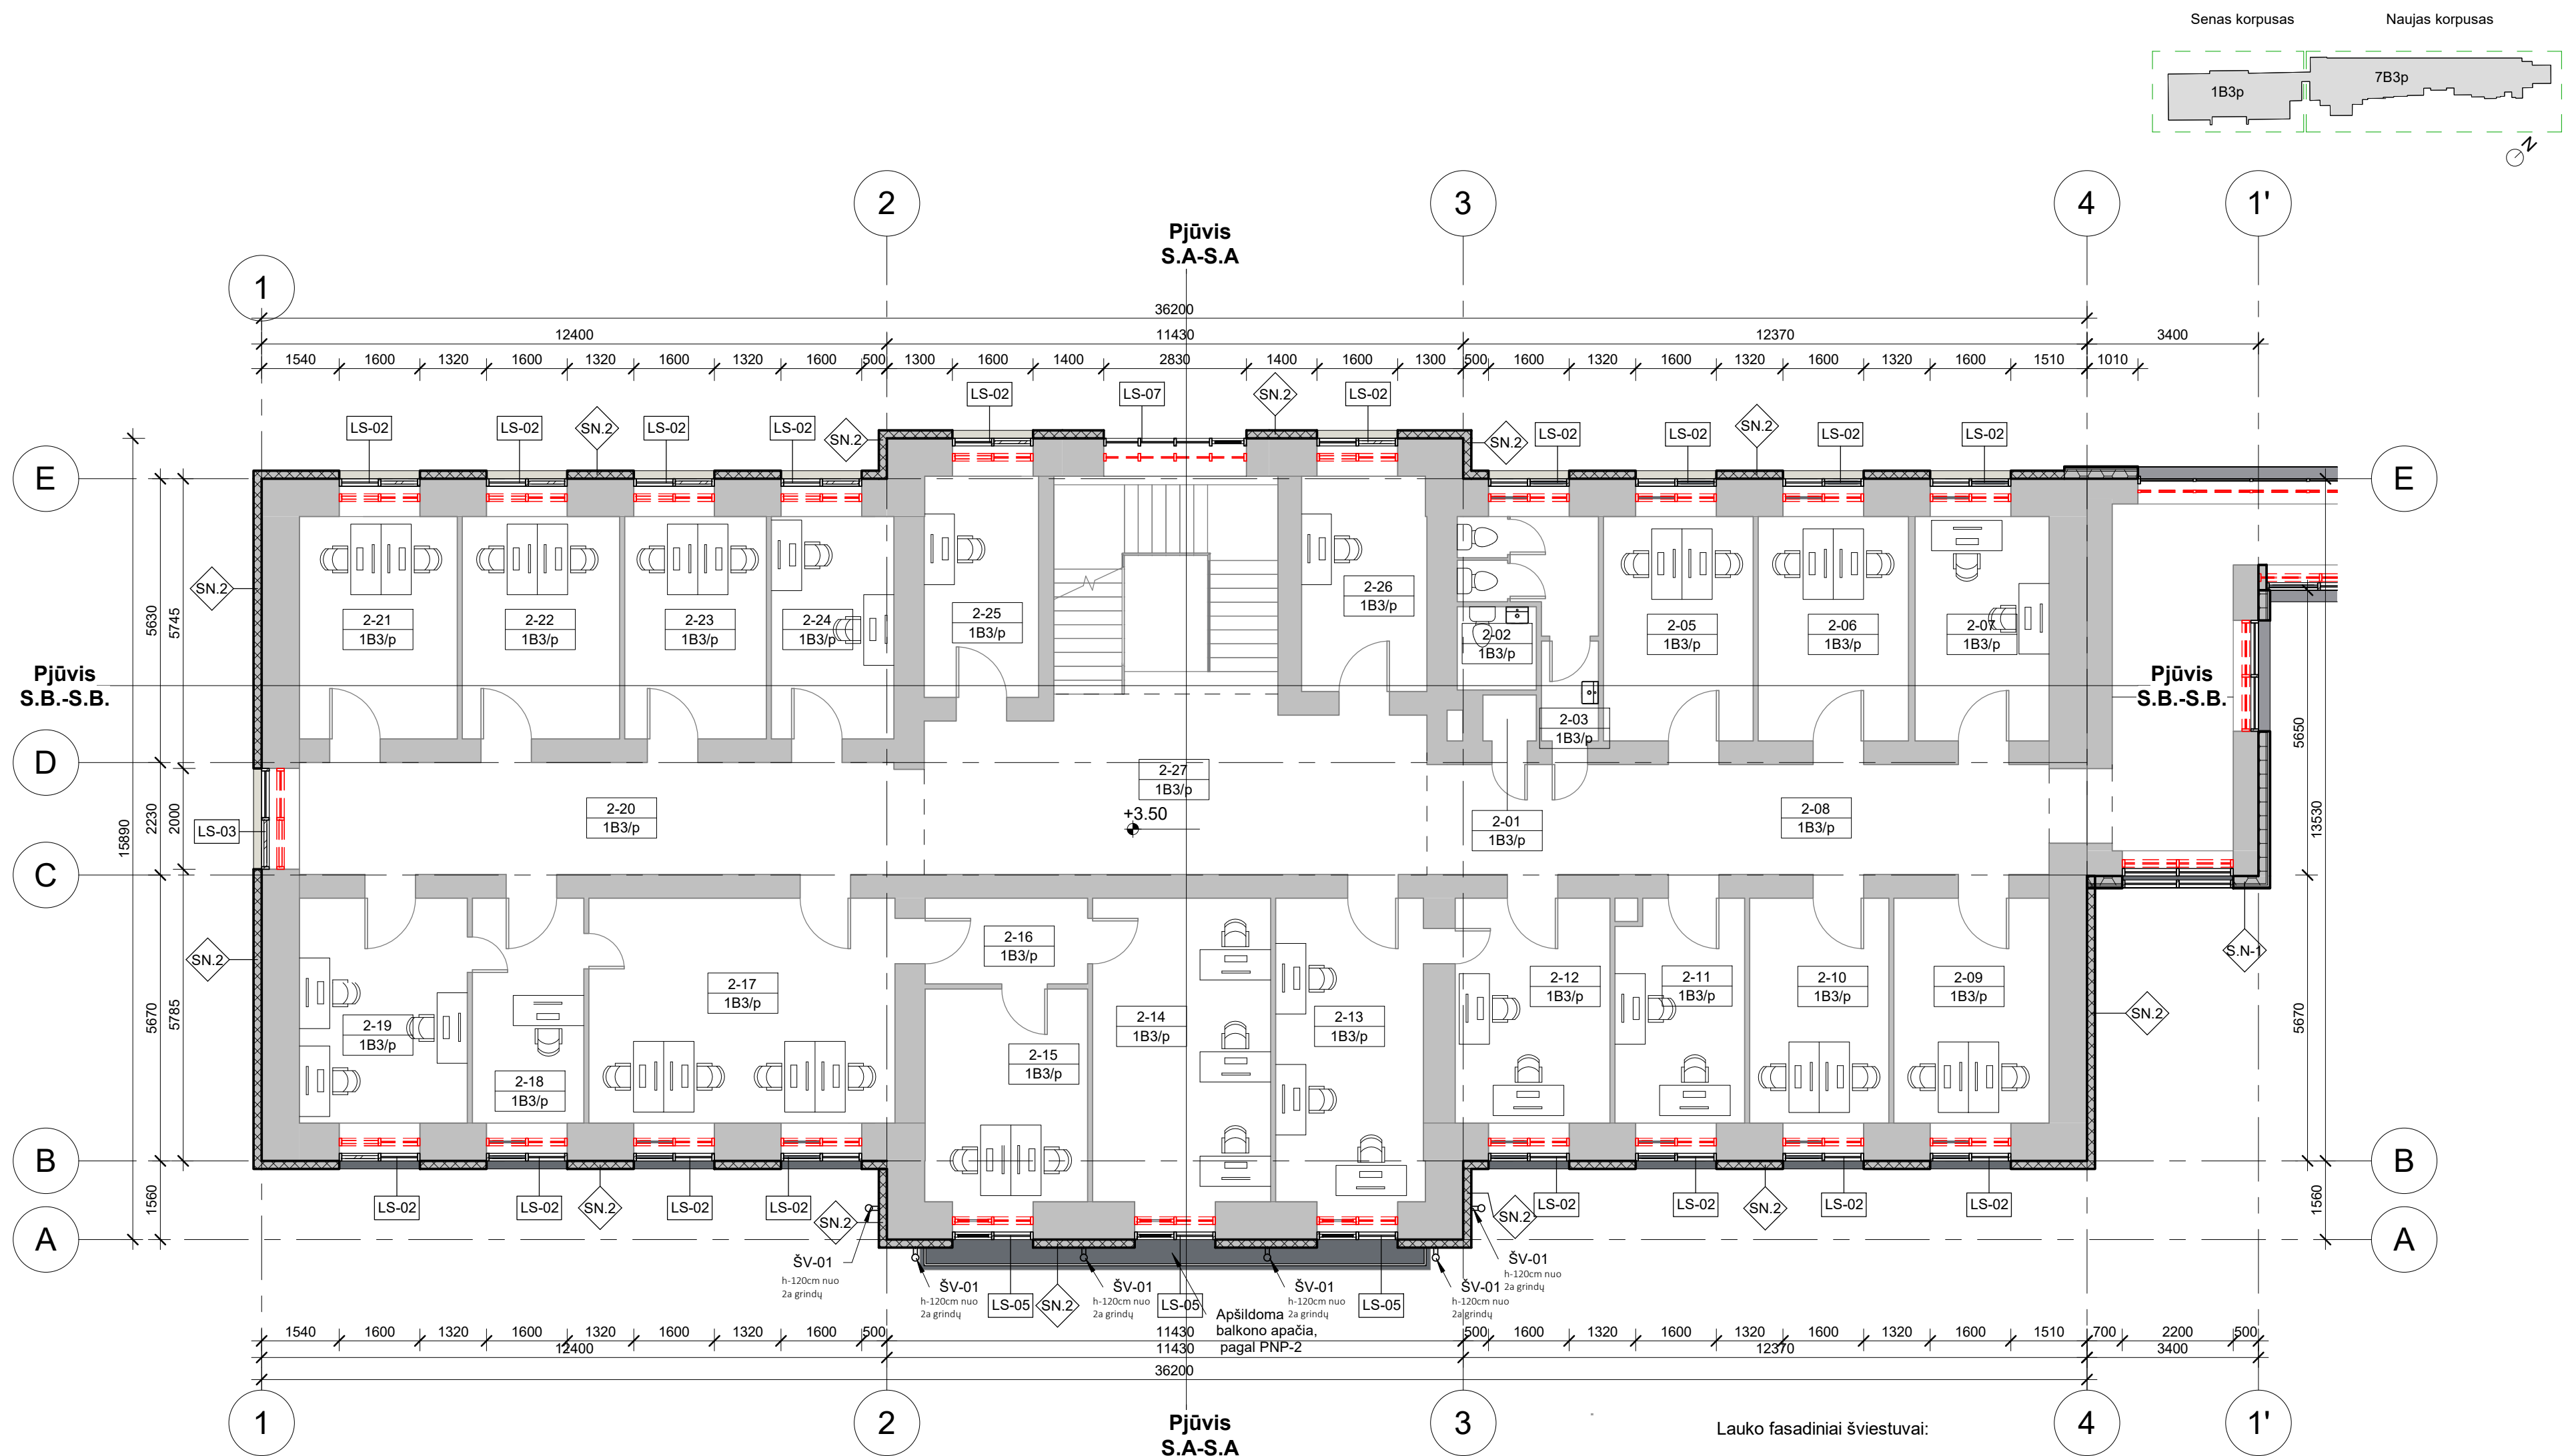 Senas korpusas
Naujas korpusas
1B3p
7B3p
N
2
3
4
1'
Pjūvis
S.A-S.A
1
36200
12400
11430
12370
3400
1540
1600
1320
1600
1320
1600
1320
1600
500
1300
1600
1400
2830
1400
1600
1300
500
1600
1320
1600
1320
1600
1320
1600
1510
1010
LS-02
LS-07
SN.2
LS-02
LS-02
LS-02
SN.2
LS-02
LS-02
SN.2
SN.2
LS-02
LS-02
SN.2
LS-02
LS-02
E
E
SN.2
5630
5745
2-21
1B3/p
2-22
1B3/p
2-23
1B3/p
2-24
1B3/p
2-25
1B3/p
2-26
1B3/p
2-02
1B3/p
2-05
1B3/p
2-06
1B3/p
2-07
1B3/p
Pjūvis
S.B.-S.B.
Pjūvis
S.B.-S.B.
2-03
1B3/p
5650
D
2-27
1B3/p
+3.50
2-20
1B3/p
2-01
1B3/p
2-08
1B3/p
LS-03
15890
2230
2000
13530
C
SN.2
S.N-1
2-16
1B3/p
2-17
1B3/p
2-12
1B3/p
2-11
1B3/p
2-10
1B3/p
2-09
1B3/p
2-19
1B3/p
2-14
1B3/p
2-13
1B3/p
2-15
1B3/p
2-18
1B3/p
SN.2
5670
5785
5670
B
B
LS-02
LS-02
SN.2
LS-02
LS-02
SN.2
LS-02
LS-02
SN.2
LS-02
LS-02
SN.2
1560
1560
A
A
ŠV-01
h-120cm nuo
2a grindų
ŠV-01
h-120cm nuo
2a grindų
LS-05
SN.2
ŠV-01
h-120cm nuo
2a grindų
LS-05
ŠV-01
h-120cm nuo
2a grindų
LS-05
ŠV-01
h-120cm nuo
2a grindų
ŠV-01
h-120cm nuo
2a grindų
Apšildoma
balkono apačia,
pagal PNP-2
1540
1600
1320
1600
1320
1600
1320
1600
500
11430
500
1600
1320
1600
1320
1600
1320
1600
1510
700
2200
500
12400
11430
12370
3400
36200
1
2
3
4
1'
Pjūvis
S.A-S.A
Lauko fasadiniai šviestuvai: